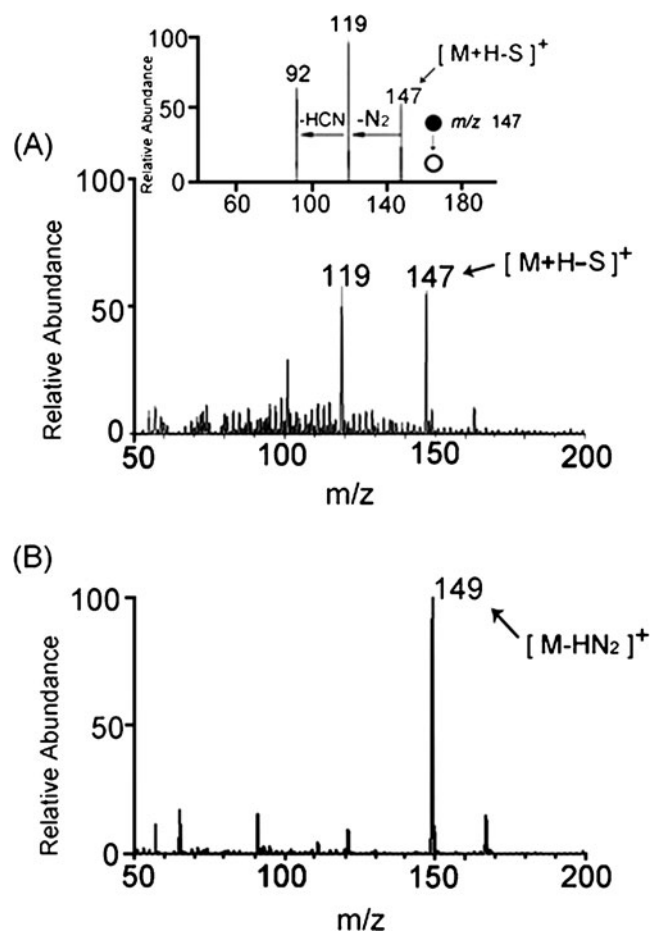 (A)
Relative Abundance
100
50
0
92
119
147
[M+H-S]+
-HCN
-N2
m/z 147
60
100
140
180
Relative Abundance
100
50
0
119
147
[M+H-S]+
50
100
150
200
m/z
(B)
Relative Abundance
100
50
0
149
[M-HN2]+
50
100
150
200
m/z